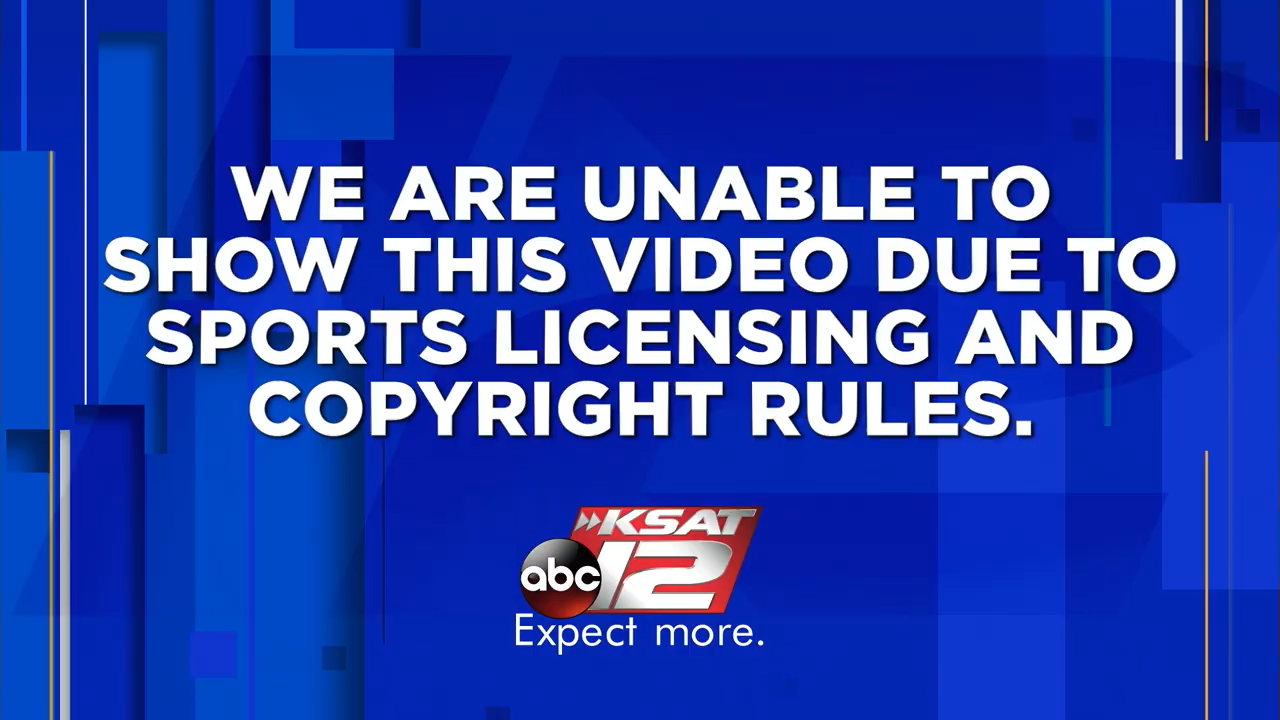 WE ARE UNABLE TO
SHOW THIS VIDEO DUE TO
SPORTS LICENSING AND
COPYRIGHT RULES.
KSAT
abc 12
Expect more.